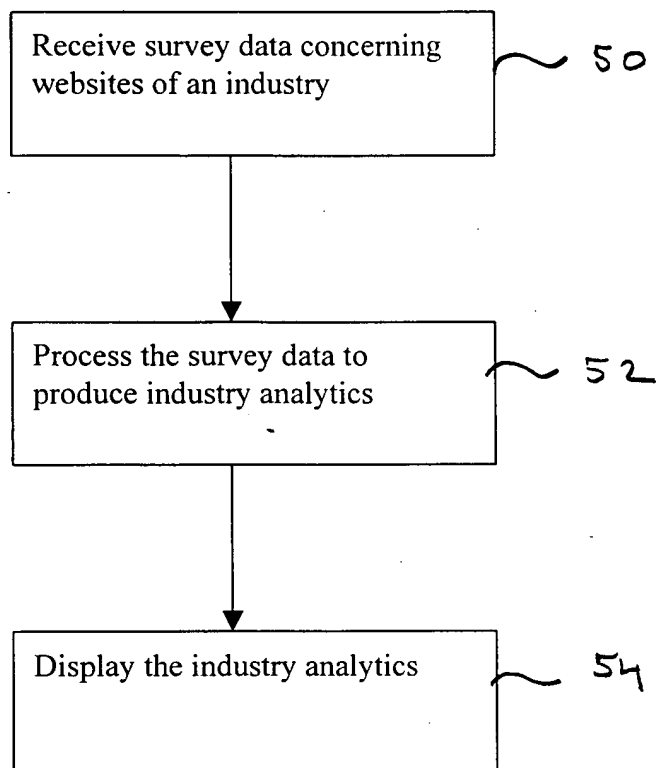 Receive survey data concerning
websites of an industry
50
Process the survey data to
produce industry analytics
52
Display the industry analytics
54